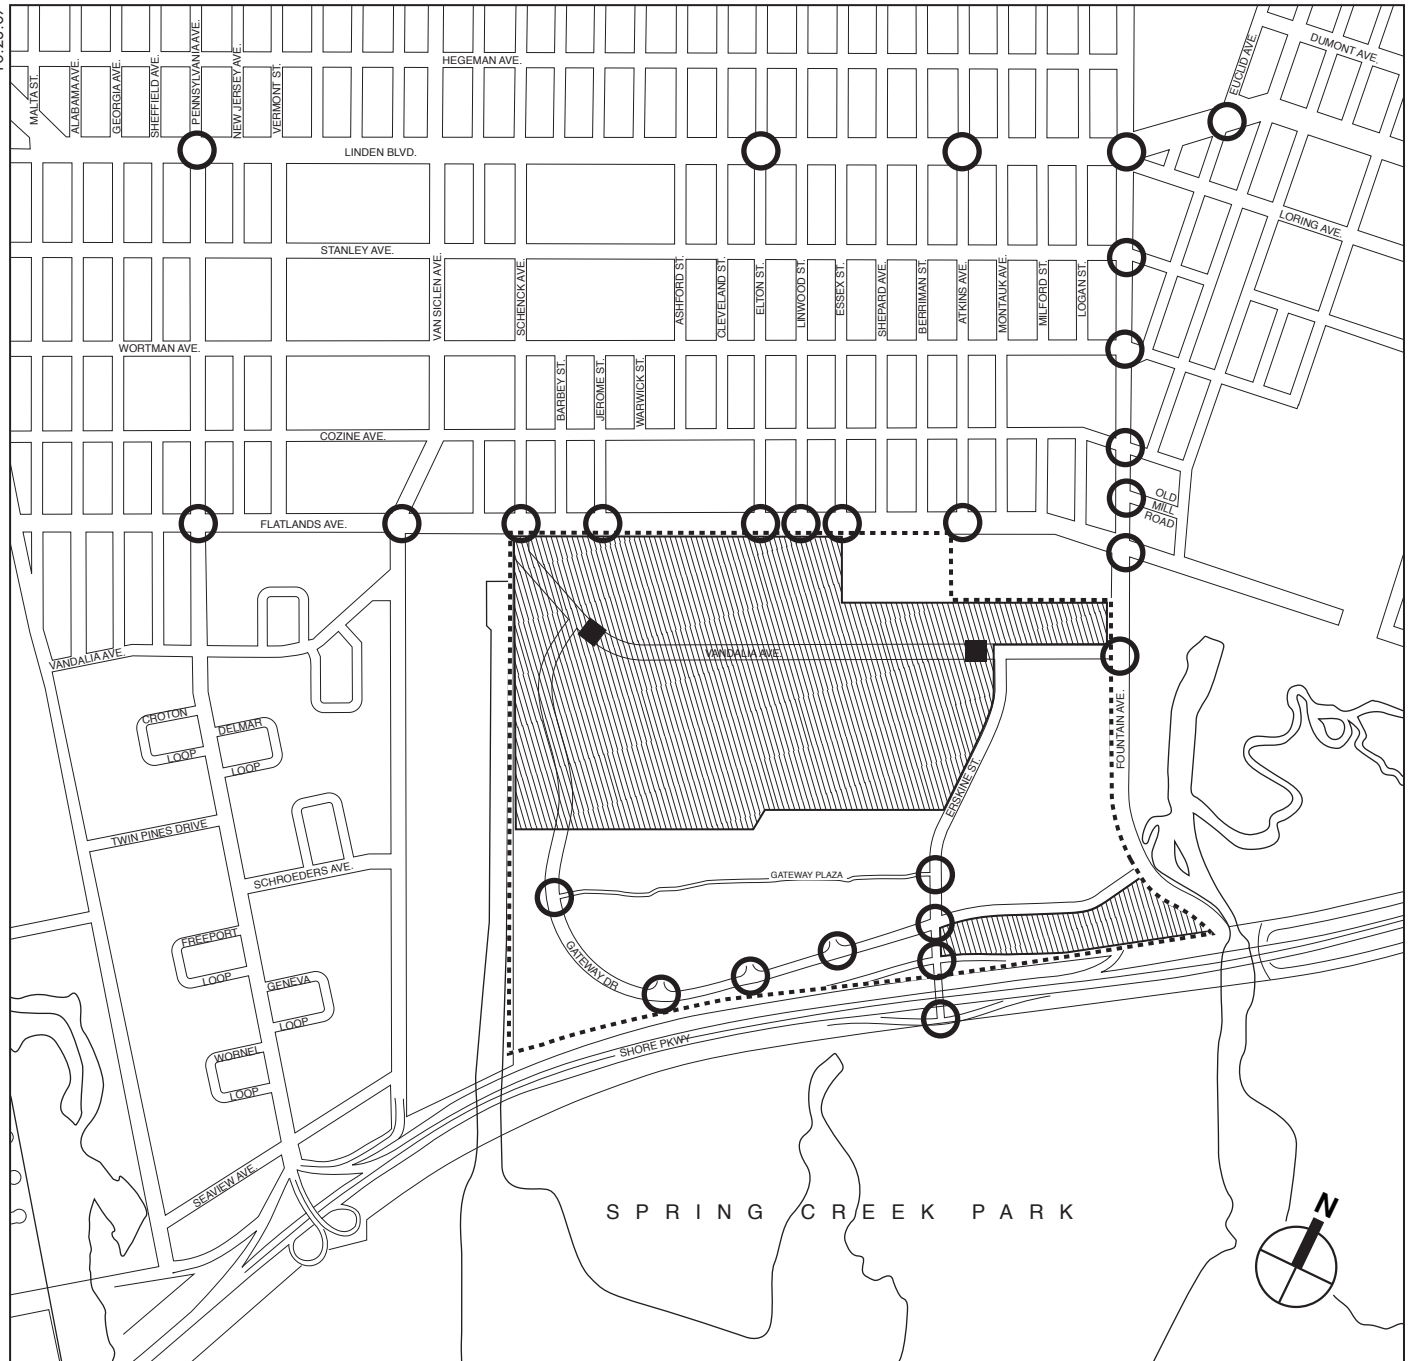 HEGEMAN AVE.
DUMONT AVE.
EUCLID AVE.
MALTA ST.
ALABAMA AVE.
GEORGIA AVE.
SHEFFIELD AVE.
PENNSYLVANIA AVE.
NEW JERSEY AVE.
VERMONT ST.
LINDEN BLVD.
LORING AVE.
STANLEY AVE.
VAN SICLEN AVE.
SCHENCK AVE.
ASHFORD ST.
CLEVELAND ST.
ELTON ST.
LINWOOD ST.
ESSEX ST.
SHEPARD AVE.
BERRIMAN ST.
ATKINS AVE.
MONTAUK AVE.
MILFORD ST.
LOGAN ST.
WORTMAN AVE.
BARBEY ST.
JEROME ST.
WARWICK ST.
COZINE AVE.
OLD
MILL
ROAD
FLATLANDS AVE.
VANDALIA AVE.
VANDALIA AVE.
FOUNTAIN AVE.
CROTON
LOOP
DELMAR
LOOP
ERSKINE ST.
TWIN PINES DRIVE
SCHROEDERS AVE.
GATEWAY PLAZA
FREEPORT
LOOP
GATEWAY DR
GENEVA
LOOP
SHORE PKWY
WORNEL
LOOP
SEAVIEW AVE.
SPRING CREEK PARK
N